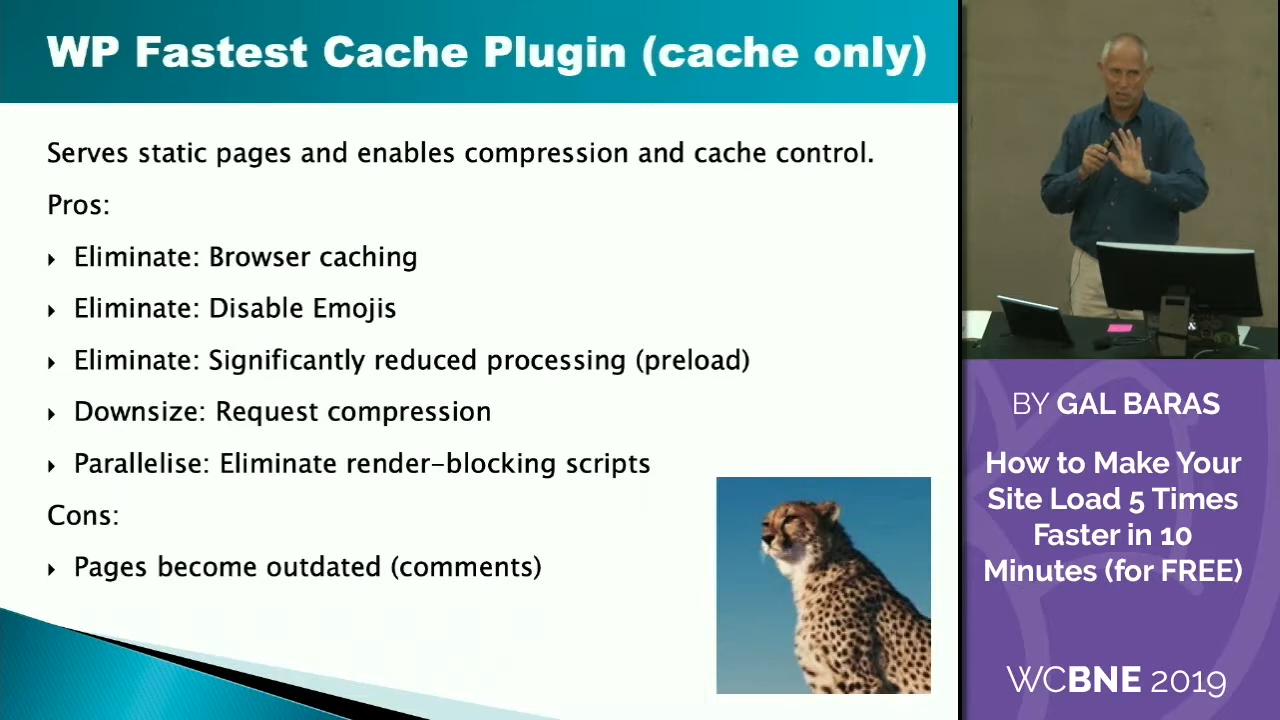 WP Fastest Cache Plugin (cache only)
Serves static pages and enables compression and cache control.
Pros:
Eliminate: Browser caching
Eliminate: Disable Emojis
Eliminate: Significantly reduced processing (preload)
Downsize: Request compression
Parallelise: Eliminate render-blocking scripts
Cons:
Pages become outdated (comments)
BY GAL BARAS
How to Make Your
Site Load 5 Times
Faster in 10
Minutes (for FREE)
WCBNE 2019